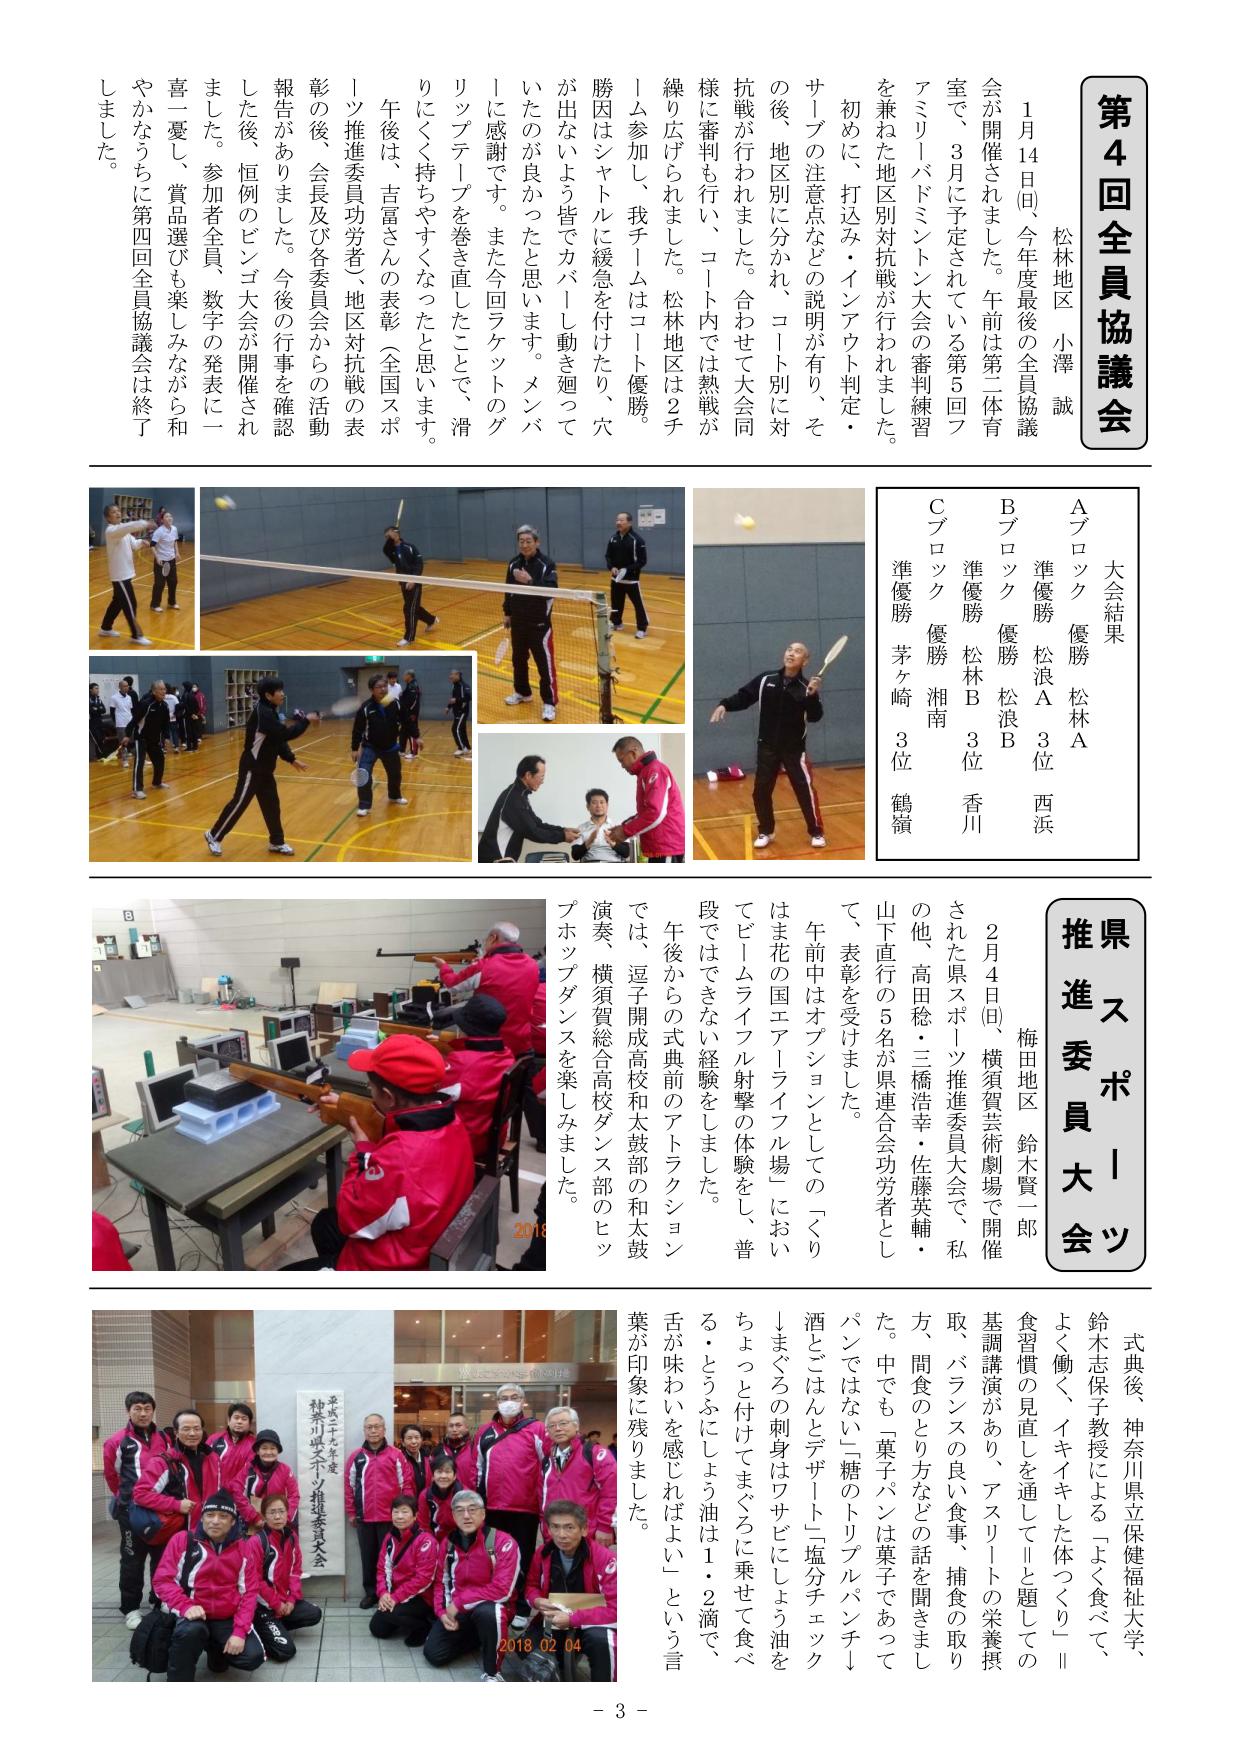 第４回全員協議会
松林地区　小澤　誠
１月14日㈰、今年度最後の全員協議
会が開催されました。午前は第二体育
室で、３月に予定されている第５回フ
ァミリーバドミントン大会の審判練習
を兼ねた地区別対抗戦が行われました。
初めに、打込み・インアウト判定・
サーブの注意点などの説明が有り、そ
の後、地区別に分かれ、コート別に対
抗戦が行われました。合わせて大会同
様に審判も行い、コート内では熱戦が
繰り広げられました。松林地区は２チ
ーム参加し、我チームはコート優勝。
勝因はシャトルに緩急を付けたり、穴
が出ないよう皆でカバーし動き廻って
いたのが良かったと思います。メンバ
ーに感謝です。また今回ラケットのグ
リップテープを巻き直したことで、滑
りにくく持ちやすくなったと思います。
午後は、吉冨さんの表彰（全国スポ
ーツ推進委員功労者）、地区対抗戦の表
彰の後、会長及び各委員会からの活動
報告がありました。今後の行事を確認
した後、恒例のビンゴ大会が開催され
ました。参加者全員、数字の発表に一
喜一憂し、賞品選びも楽しみながら和
やかなうちに第四回全員協議会は終了
しました。
大会結果
Ａブロック　優勝　松林Ａ
準優勝　松浪Ａ　３位　西浜
Ｂブロック　優勝　松浪Ｂ
準優勝　松林Ｂ　３位　香川
Ｃブロック　優勝　湘南
準優勝　茅ヶ崎　３位　鶴嶺
県スポーツ
推進委員大会
梅田地区　鈴木賢一郎
２月４日㈰、横須賀芸術劇場で開催
された県スポーツ推進委員大会で、私
の他、高田稔・三橋浩幸・佐藤英輔・
山下直行の５名が県連合会功労者とし
て、表彰を受けました。
午前中はオプションとしての「くり
はま花の国エアーライフル場」におい
てビームライフル射撃の体験をし、普
段ではできない経験をしました。
午後からの式典前のアトラクション
では、逗子開成高校和太鼓部の和太鼓
演奏、横須賀総合高校ダンス部のヒッ
プホップダンスを楽しみました。
8
2018
式典後、神奈川県立保健福祉大学、
鈴木志保子教授による「よく食べて、
よく働く、イキイキした体つくり」＝
食習慣の見直しを通して＝と題しての
基調講演があり、アスリートの栄養摂
取、バランスの良い食事、捕食の取り
方、間食のとり方などの話を聞きまし
た。中でも「菓子パンは菓子であって
パンではない」「糖のトリプルパンチ→
酒とごはんとデザート」「塩分チェック
→まぐろの刺身はワサビにしょう油を
ちょっと付けてまぐろに乗せて食べ
る・とうふにしょう油は１・２滴で、
舌が味わいを感じればよい」という言
葉が印象に残りました。
平成二十九年度
神奈川県スポーツ推進委員大会
2018 02 04
－ 3 －